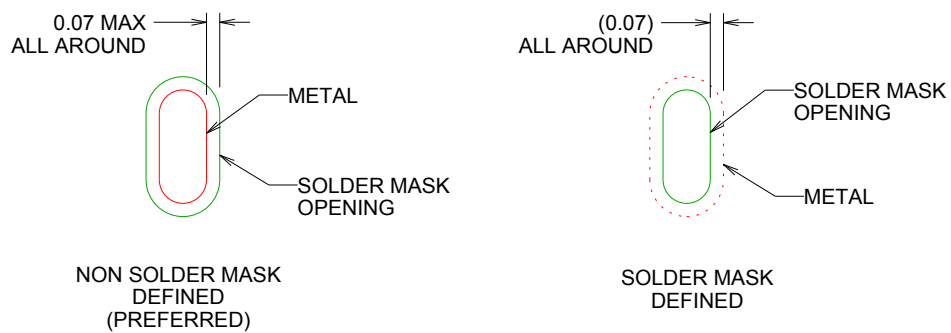 0.07 MAX
ALL AROUND
METAL
SOLDER MASK
OPENING
NON SOLDER MASK
DEFINED
(PREFERRED)
(0.07)
ALL AROUND
SOLDER MASK
OPENING
METAL
SOLDER MASK
DEFINED